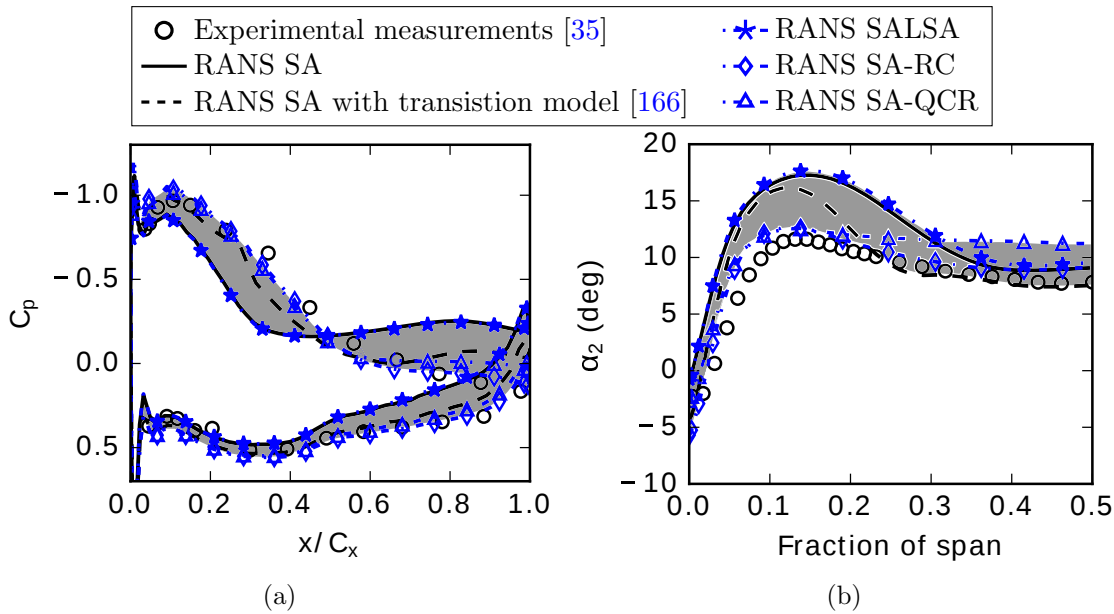 Experimental measurements [35]
RANS SA
RANS SA with transistion model [166]
RANS SALSA
RANS SA-RC
RANS SA-QCR
− 1.0
− 0.5
0.0
0.5
Cp
0.0 0.2 0.4 0.6 0.8 1.0
x/ Cx
(a)
20
15
10
5
0
− 5
− 10
α2 (deg)
0.0 0.1 0.2 0.3 0.4 0.5
Fraction of span
(b)